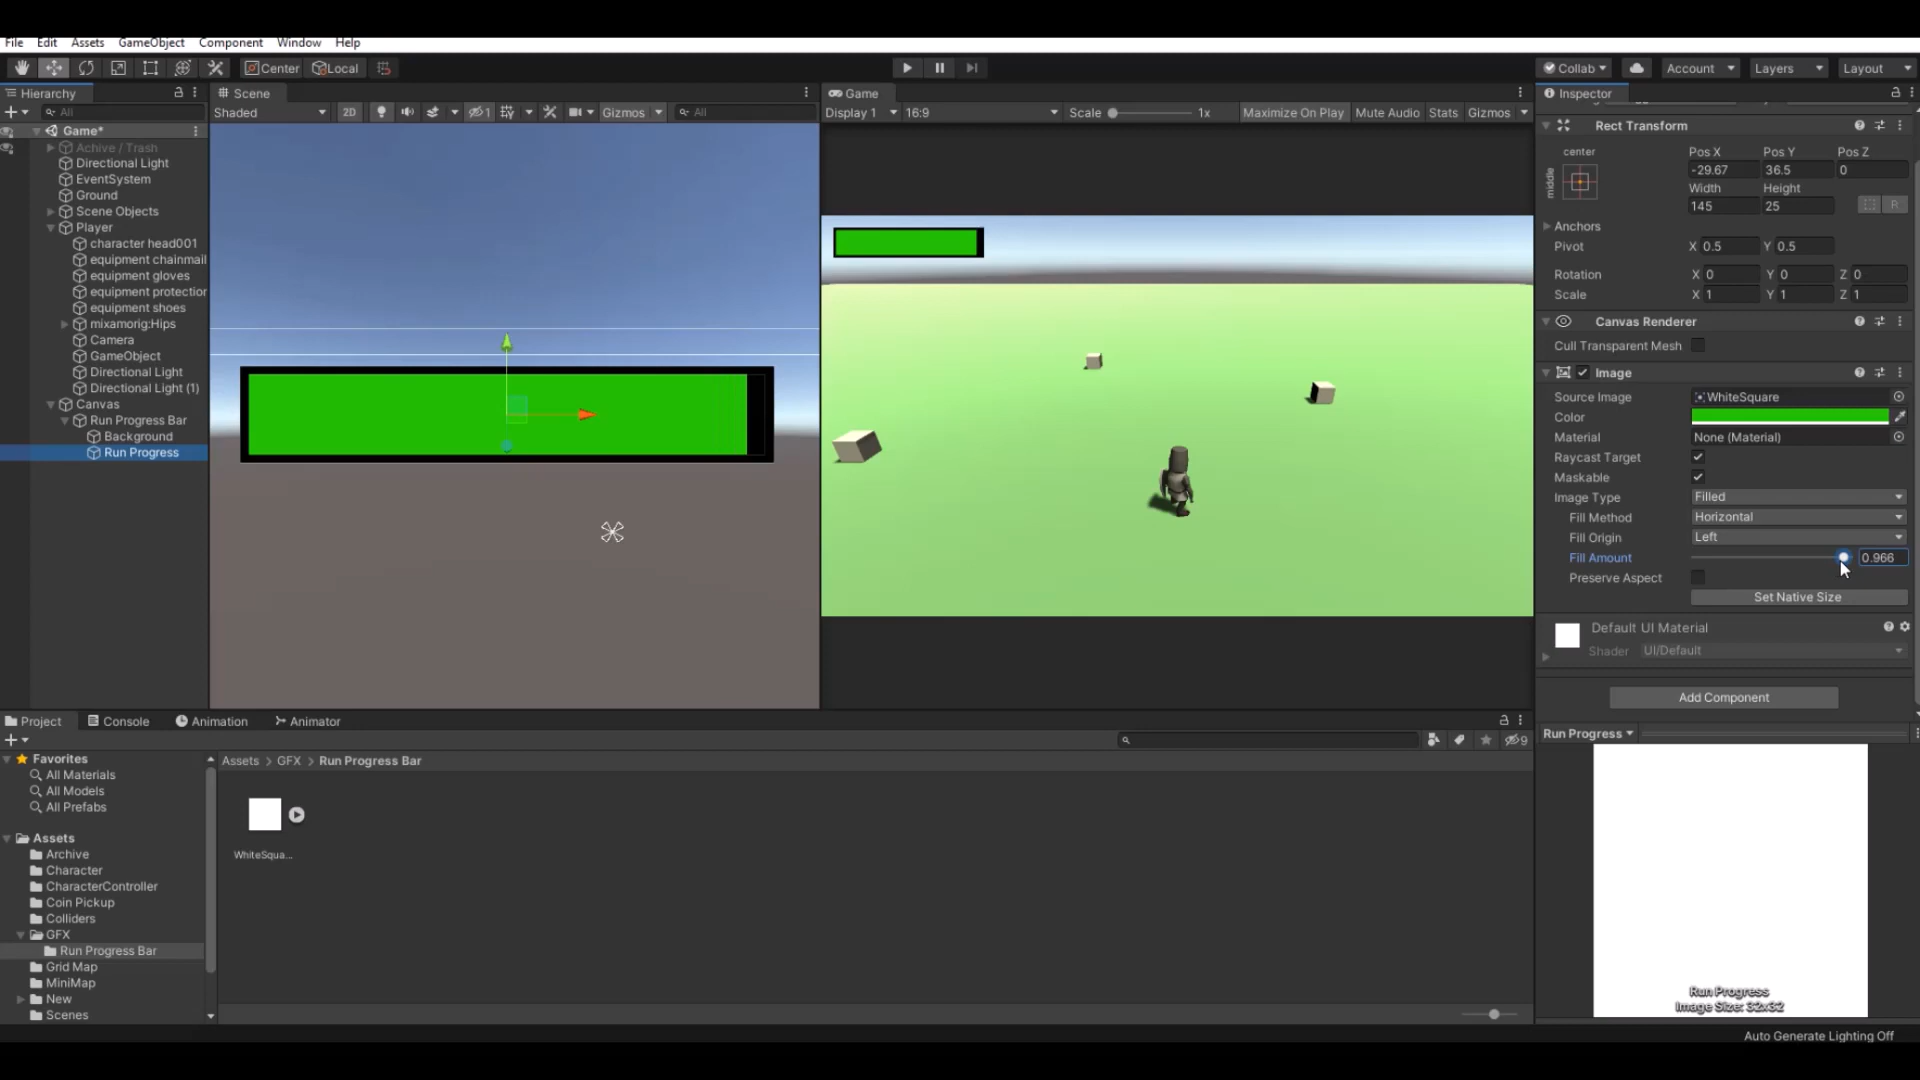 File Edit Assets GameObject Component Window Help
Center Local
Collab Account Layers Layout
Hierarchy
All
Game*
Achive / Trash
Directional Light
EventSystem
Ground
Scene Objects
Player
character head001
equipment chainmail
equipment gloves
equipment protection
equipment shoes
mixamorig:Hips
Camera
GameObject
Directional Light
Directional Light (1)
Canvas
Run Progress Bar
Background
Run Progress
Scene
Shaded 2D 1 Gizmos All
Game
Display 1 16:9 Scale 1x Maximize On Play Mute Audio Stats Gizmos
Inspector
Rect Transform
center
middle
Pos X Pos Y Pos Z
-29.67 36.5 0
Width Height
145 25
R
Anchors
Pivot X 0.5 Y 0.5
Rotation X 0 Y 0 Z 0
Scale X 1 Y 1 Z 1
Canvas Renderer
Cull Transparent Mesh
Image
Source Image WhiteSquare
Color
Material None (Material)
Raycast Target
Maskable
Image Type Filled
Fill Method Horizontal
Fill Origin Left
Fill Amount 0.966
Preserve Aspect
Set Native Size
Default UI Material
Shader UI/Default
Add Component
Run Progress
Run Progress
Image Size: 32x32
Project Console Animation Animator
9
Favorites
All Materials
All Models
All Prefabs
Assets
Archive
Character
CharacterController
Coin Pickup
Colliders
GFX
Run Progress Bar
Grid Map
MiniMap
New
Scenes
Assets > GFX > Run Progress Bar
WhiteSqua...
Auto Generate Lighting Off